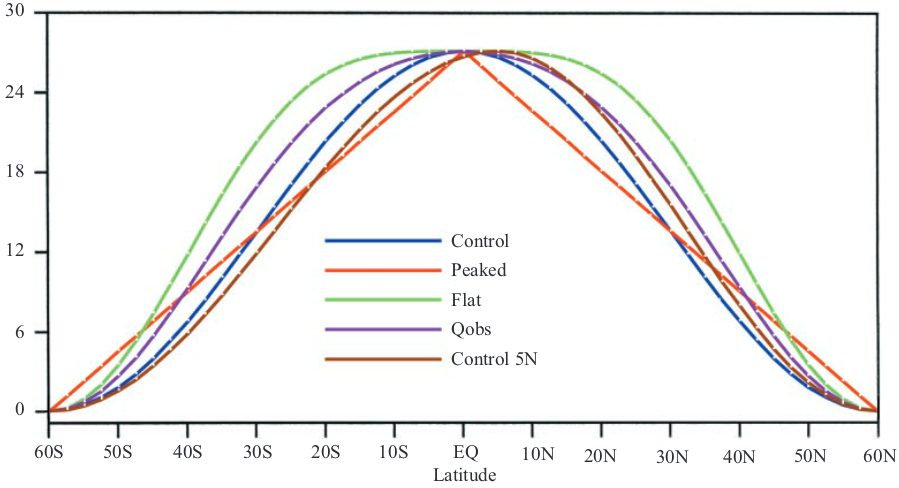 30
24
18
12
6
0
Control
Peaked
Flat
Qobs
Control 5N
60S 50S 40S 30S 20S 10S EQ 10N 20N 30N 40N 50N 60N
Latitude